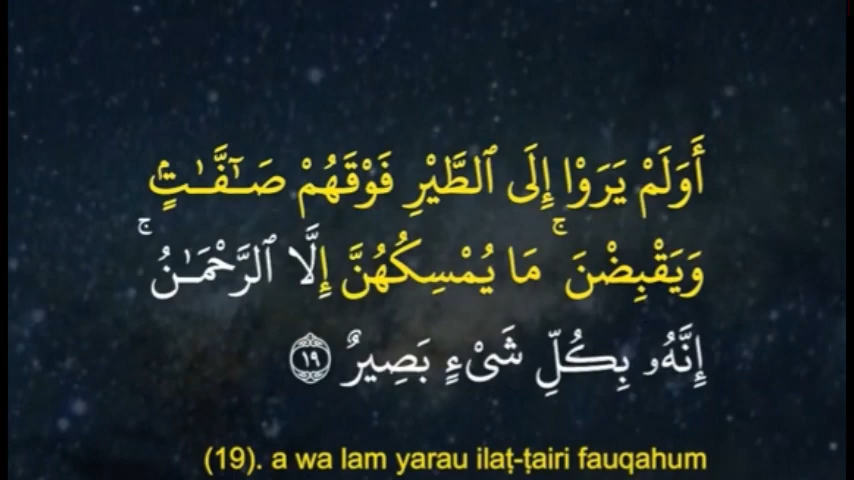 أَوَلَمْ يَرَوْا۟ إِلَى ٱلطَّيْرِ فَوْقَهُمْ صَـٰٓفَّـٰتٍۢ
وَيَقْبِضْنَ ۚ مَا يُمْسِكُهُنَّ إِلَّا ٱلرَّحْمَـٰنُ ۚ
إِنَّهُۥ بِكُلِّ شَىْءٍۭ بَصِيرٌ ١٩
(19). a wa lam yarau ilaṭ-ṭairi fauqahum